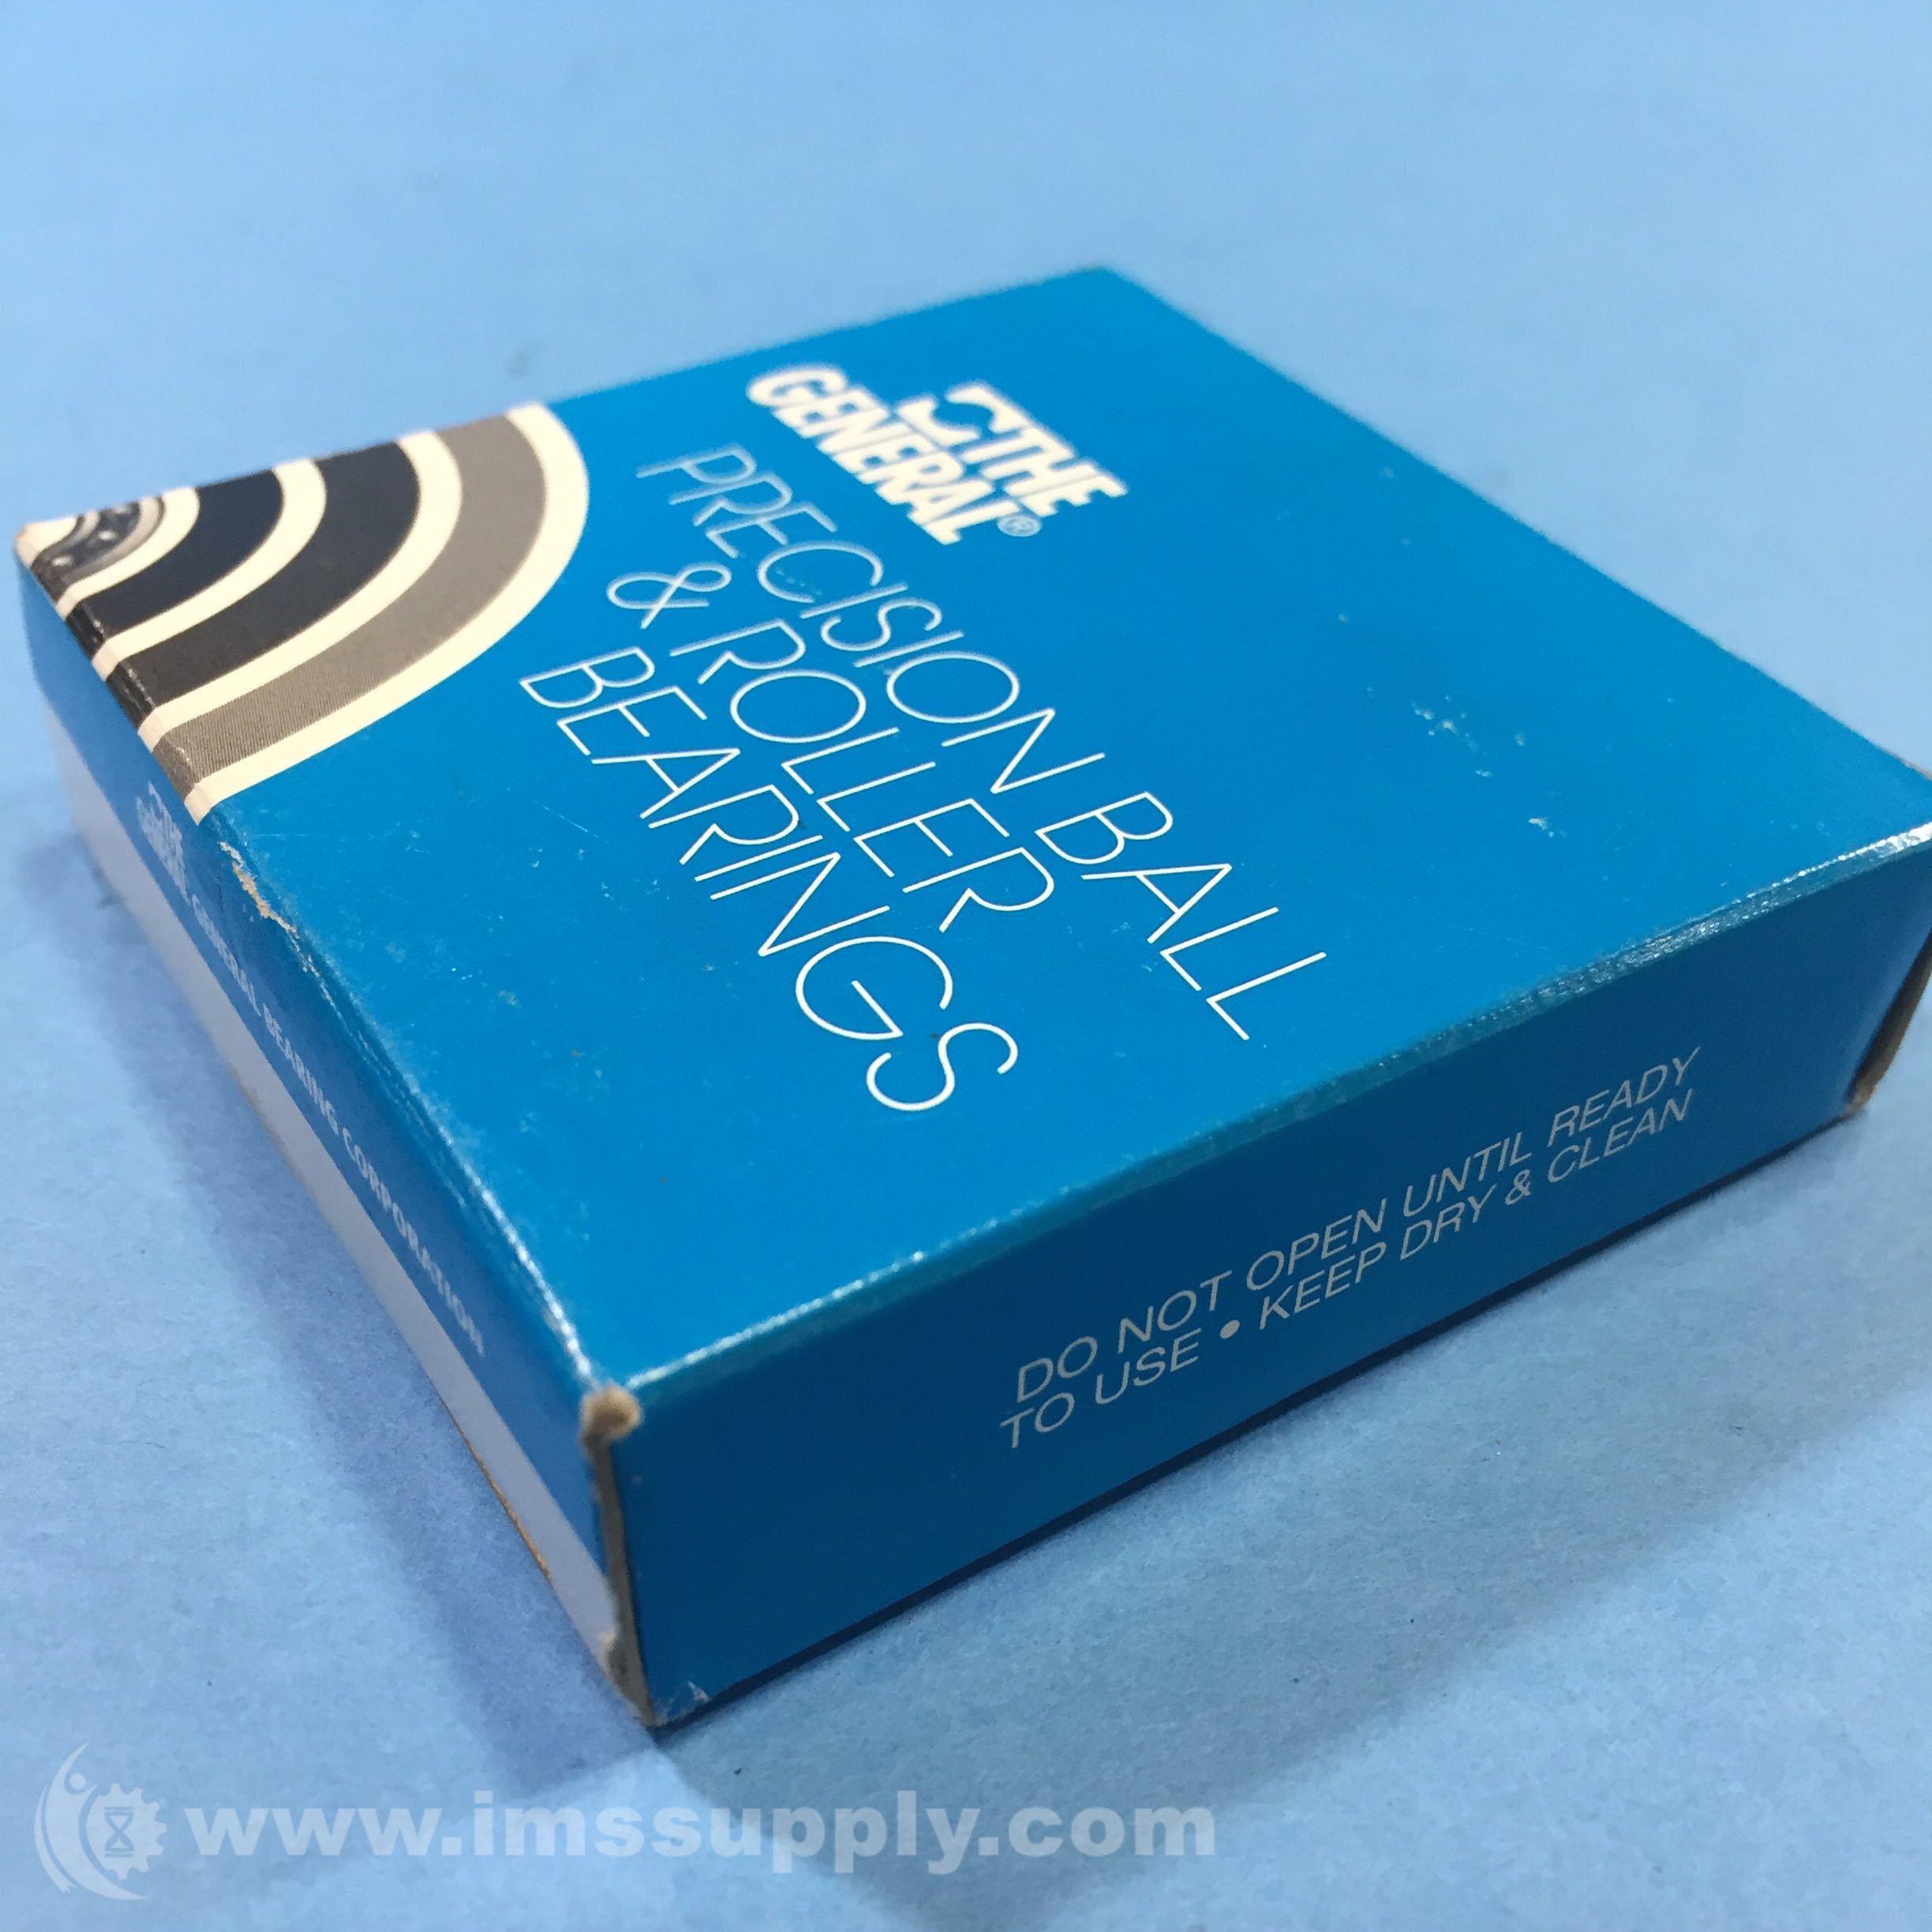 THE
GENERAL®
PRECISION BALL
& ROLLER
BEARINGS
THE
GENERAL BEARING CORPORATION
DO NOT OPEN UNTIL READY
TO USE • KEEP DRY & CLEAN
www.imssupply.com